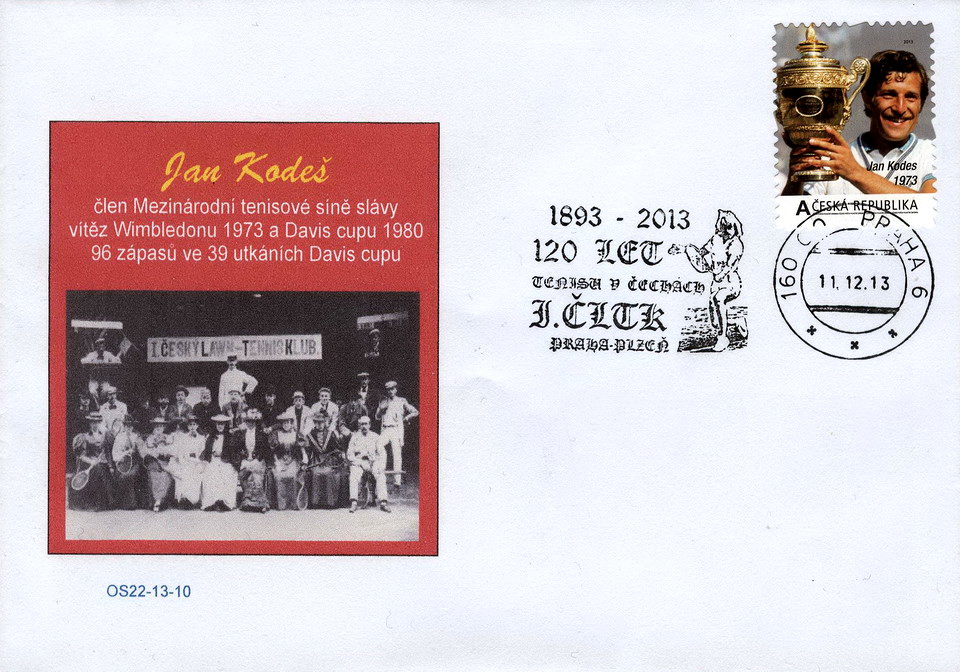 Jan Kodeš
člen Mezinárodní tenisové síně slávy
vítěz Wimbledonu 1973 a Davis cupu 1980
96 zápasů ve 39 utkáních Davis cupu
I. ČESKÝ LAWN-TENNIS KLUB.
OS22-13-10
1893 - 2013
120 LET
TENISU V ČECHÁCH
I. ČLTK
PRAHA-PLZEŇ
2013
Jan Kodes
1973
A ČESKÁ REPUBLIKA
160 00 PRAHA 6
11.12.13